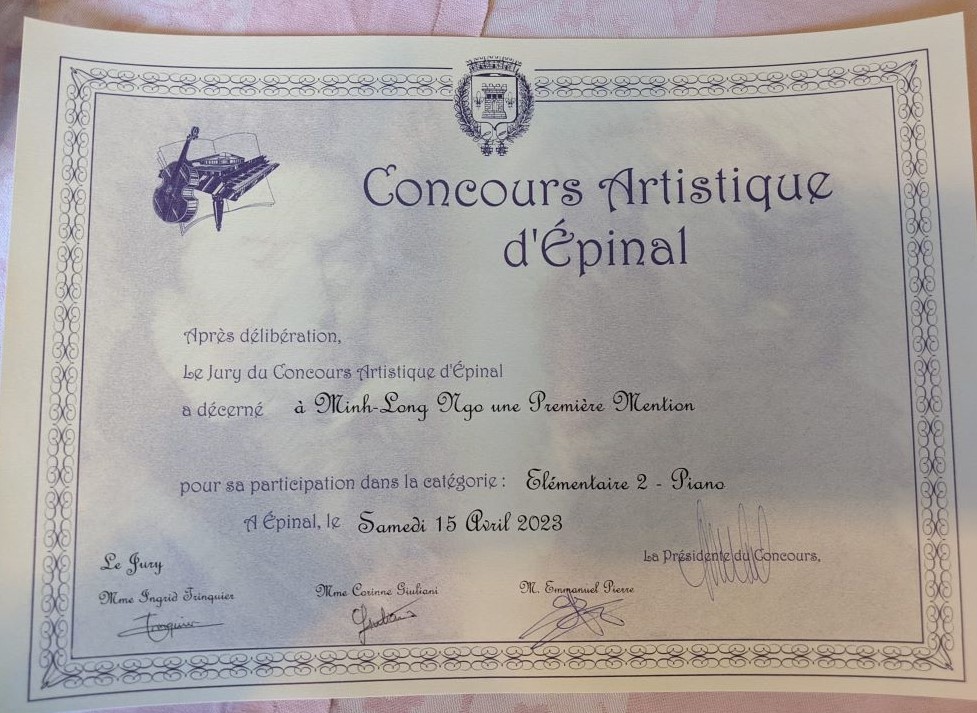 Concours Artistique
d'Épinal
Après délibération,
Le Jury du Concours Artistique d'Épinal
a décerné à Minh-Long Ngo une Première Mention
pour sa participation dans la catégorie : Elémentaire 2 - Piano
A Épinal, le Samedi 15 Avril 2023
La Présidente du Concours,
Le Jury
Mme Ingrid Trinquier Mme Corinne Giuliani M. Emmanuel Pierre